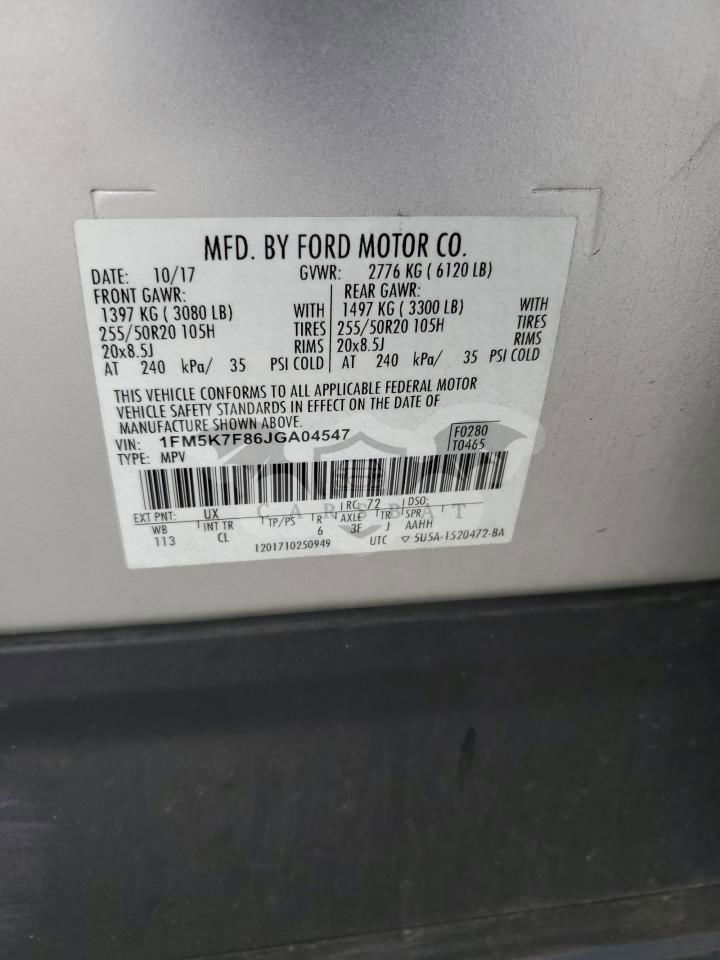 MFD. BY FORD MOTOR CO.
DATE: 10/17 GVWR: 2776 KG ( 6120 LB)
FRONT GAWR: REAR GAWR:
1397 KG ( 3080 LB) WITH 1497 KG ( 3300 LB) WITH
255/50R20 105H TIRES 255/50R20 105H TIRES
20x8.5J RIMS 20x8.5J RIMS
AT 240 kPa/ 35 PSI COLD AT 240 kPa/ 35 PSI COLD
THIS VEHICLE CONFORMS TO ALL APPLICABLE FEDERAL MOTOR
VEHICLE SAFETY STANDARDS IN EFFECT ON THE DATE OF
MANUFACTURE SHOWN ABOVE.
VIN: 1FM5K7F86JGA04547 F0280
TYPE: MPV T0465
CARSBAT
EXT PNT: UX RC: 72 DSO:
WB INT TR TP/PS R AXLE TR SPR
113 CL 6 3F J AAHH
1201710250949 UTC ▽ 5U5A-1520472-BA